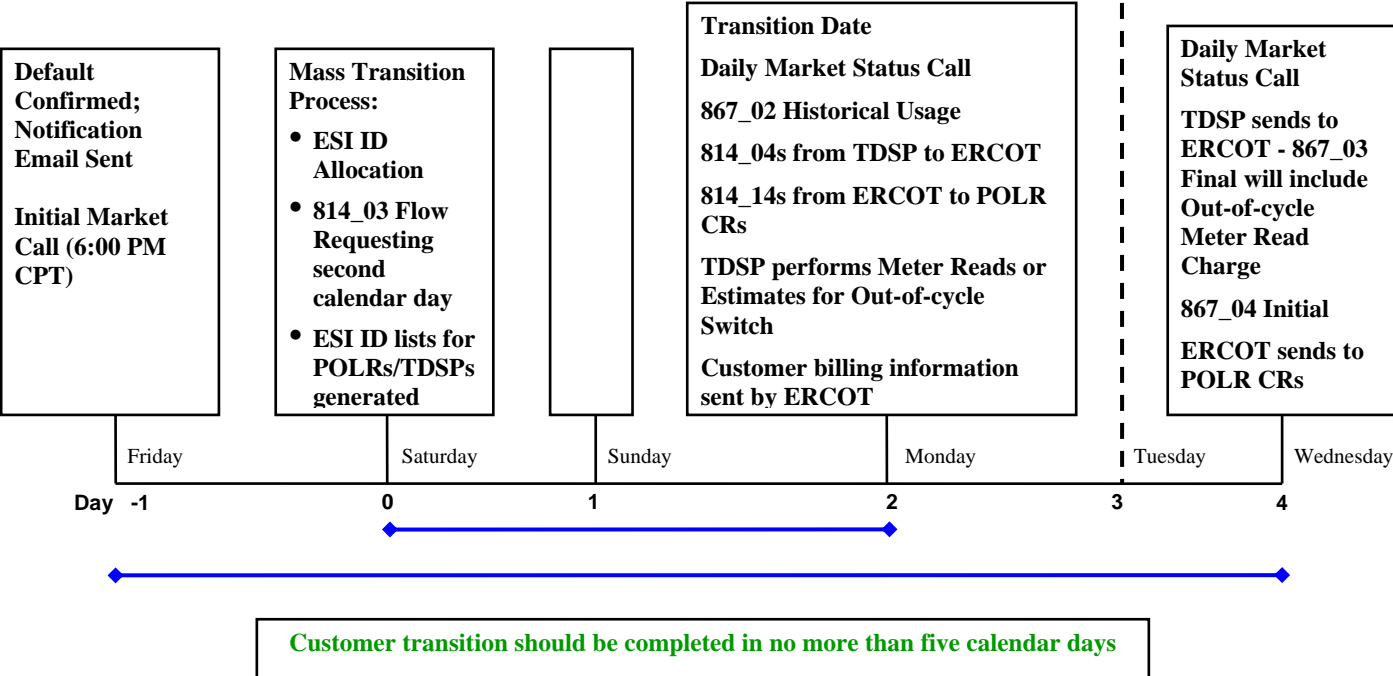 Default
Confirmed;
Notification
Email Sent
Initial Market
Call (6:00 PM
CPT)
Mass Transition
Process:
• ESI ID
Allocation
• 814_03 Flow
Requesting
second
calendar day
• ESI ID lists for
POLRs/TDSPs
generated
Transition Date
Daily Market Status Call
867_02 Historical Usage
814_04s from TDSP to ERCOT
814_14s from ERCOT to POLR
CRs
TDSP performs Meter Reads or
Estimates for Out-of-cycle
Switch
Customer billing information
sent by ERCOT
Daily Market
Status Call
TDSP sends to
ERCOT - 867_03
Final will include
Out-of-cycle
Meter Read
Charge
867_04 Initial
ERCOT sends to
POLR CRs
Friday
Saturday
Sunday
Monday
Tuesday
Wednesday
Day -1
0
1
2
3
4
Customer transition should be completed in no more than five calendar days